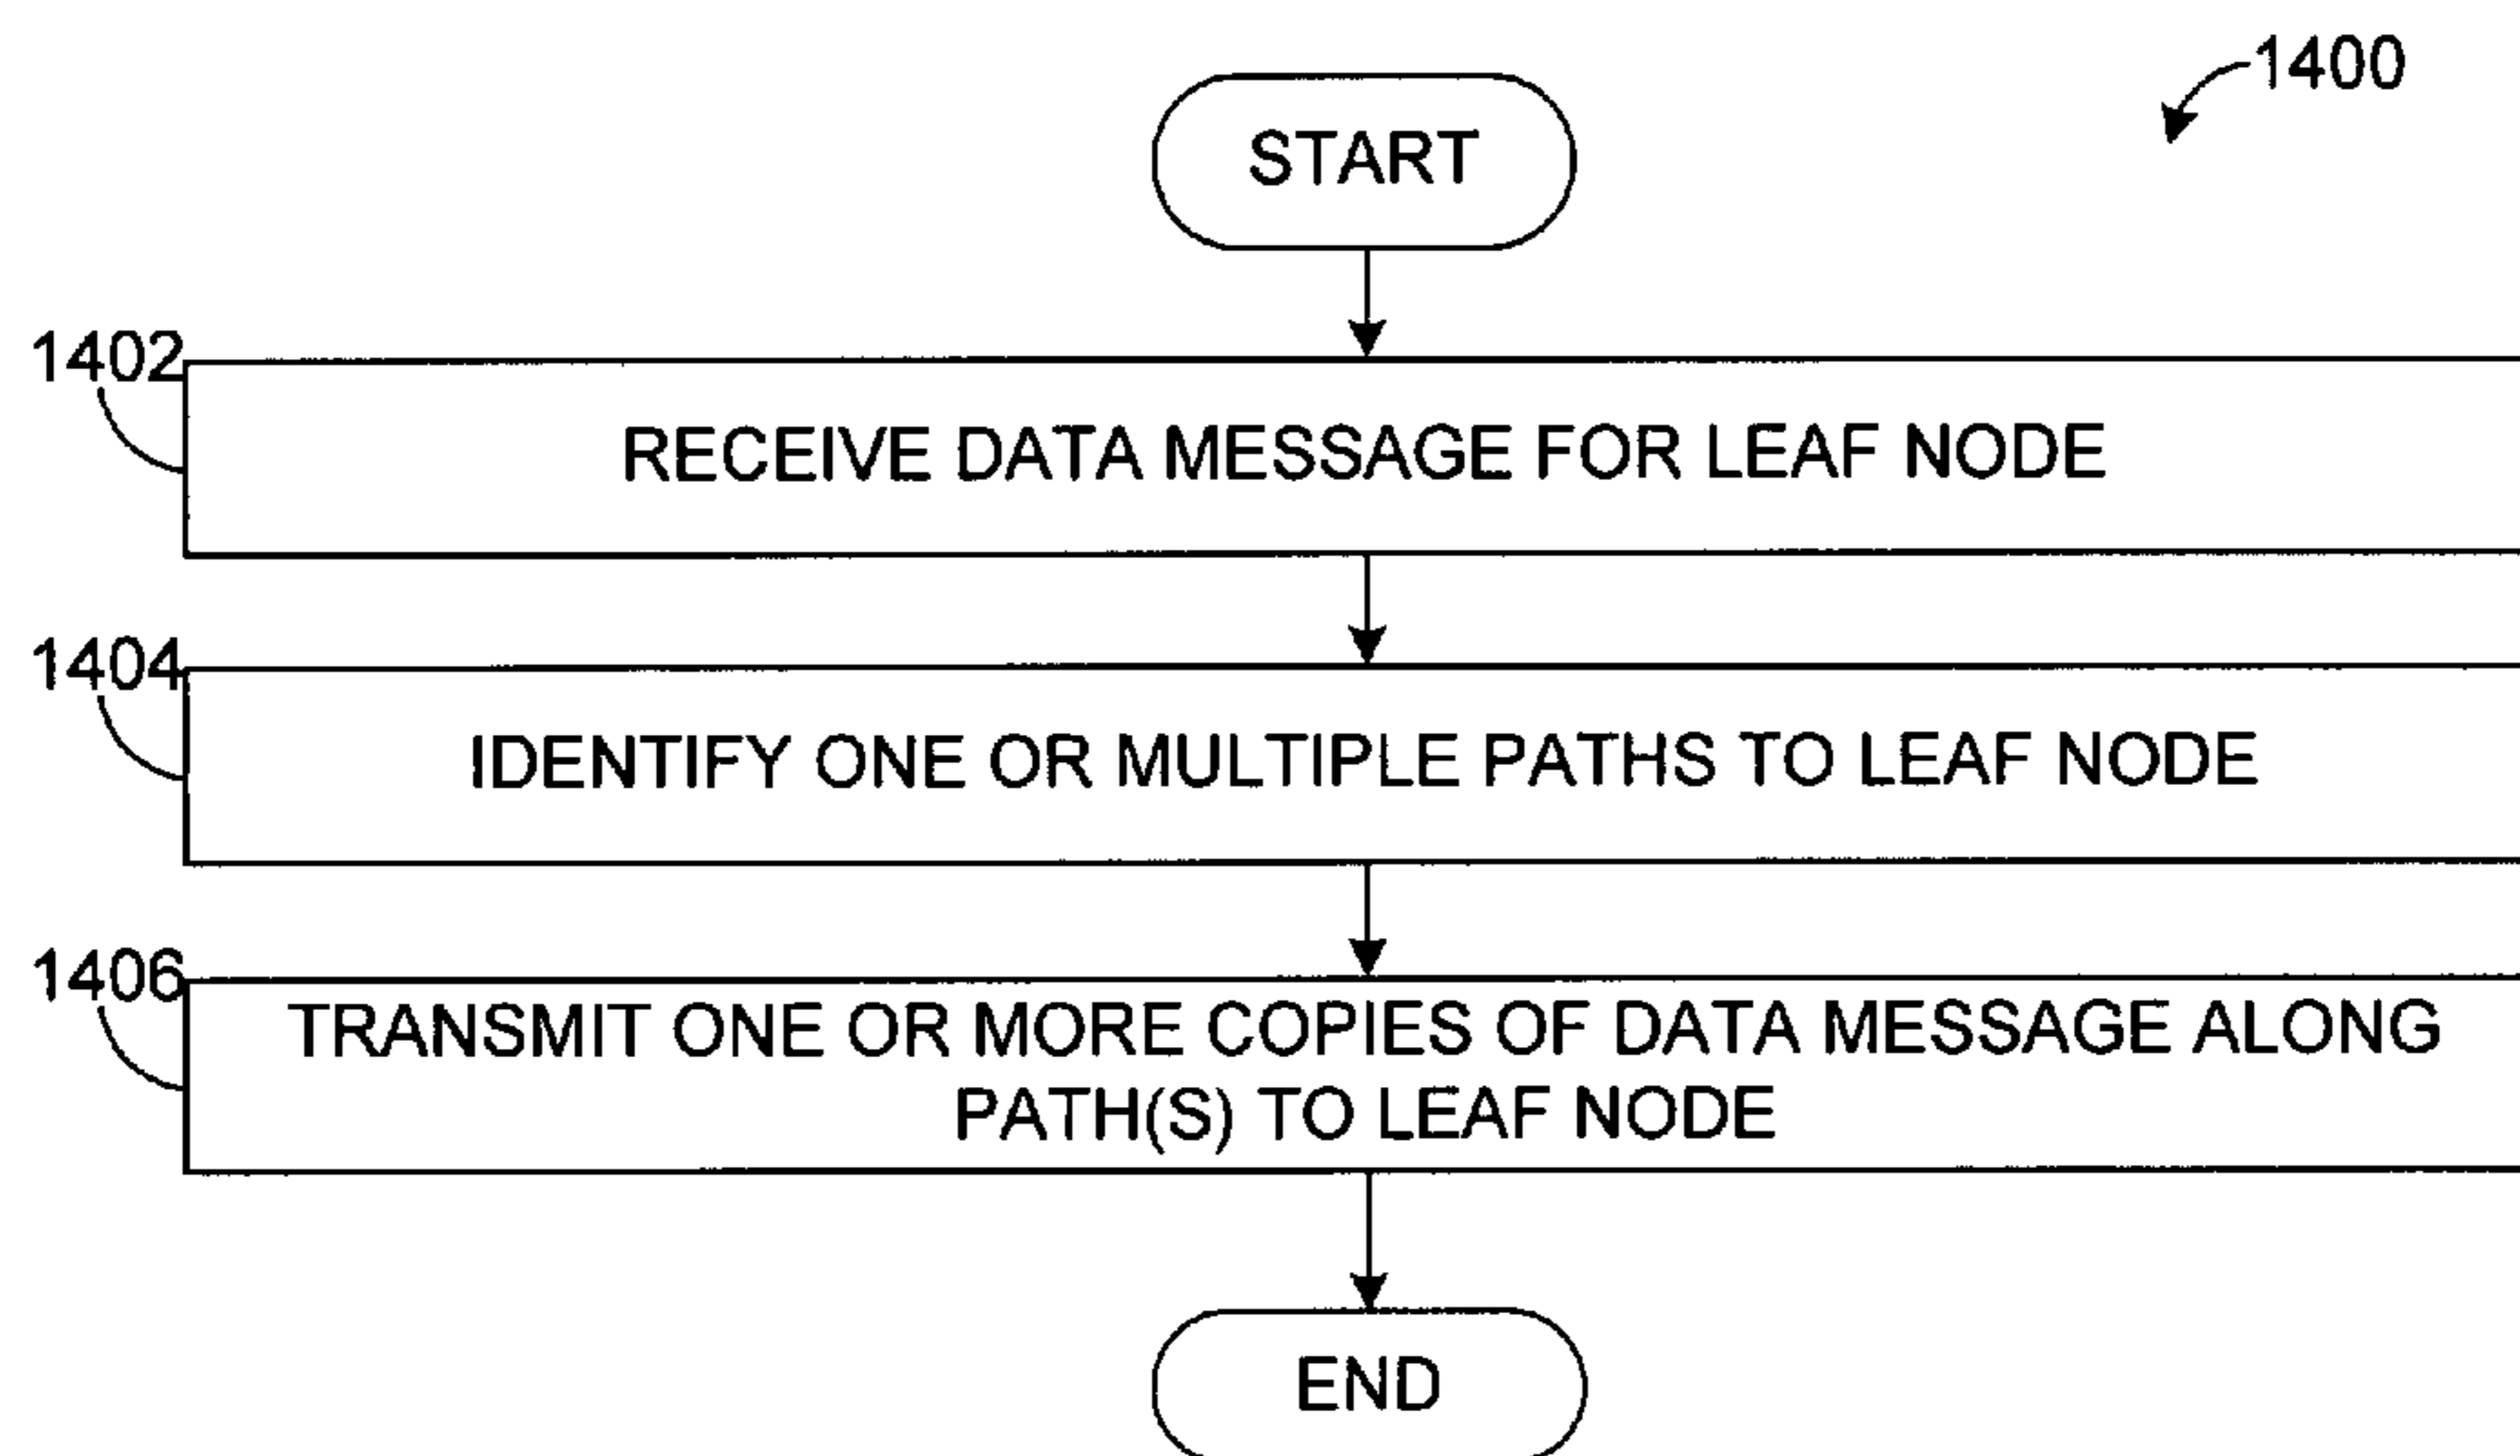 1400
START
1402
RECEIVE DATA MESSAGE FOR LEAF NODE
1404
IDENTIFY ONE OR MULTIPLE PATHS TO LEAF NODE
1406
TRANSMIT ONE OR MORE COPIES OF DATA MESSAGE ALONG
PATH(S) TO LEAF NODE
END